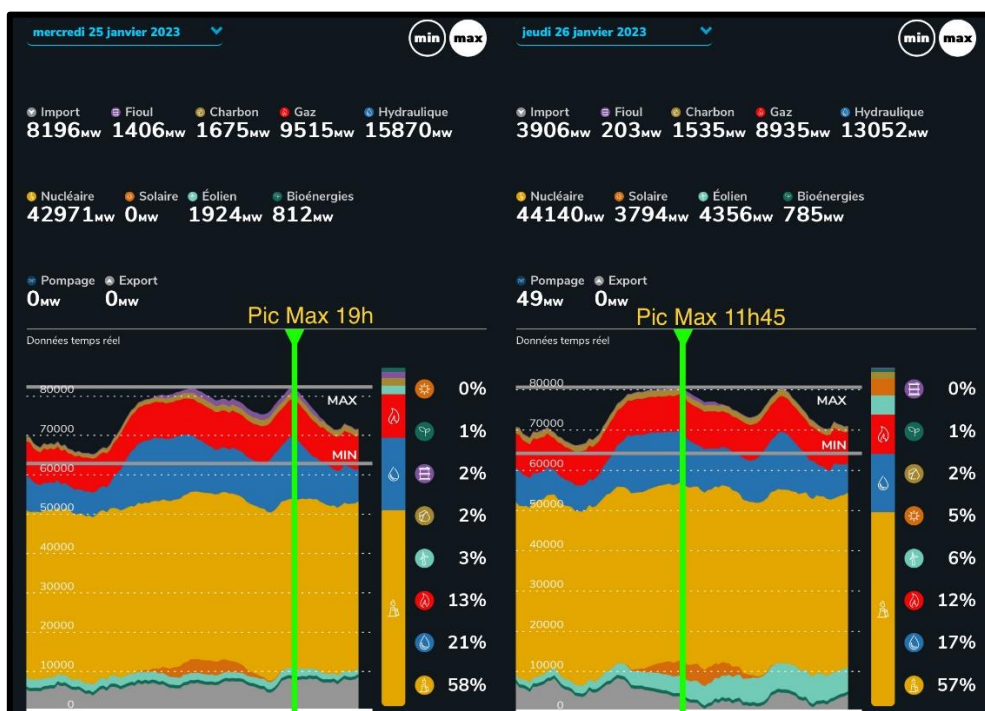 mercredi 25 janvier 2023
min max
Import Fioul Charbon Gaz Hydraulique
8196MW 1406MW 1675MW 9515MW 15870MW
Nucléaire Solaire Éolien Bioénergies
42971MW 0MW 1924MW 812MW
Pompage Export
0MW 0MW
Pic Max 19h
Données temps réel
80000
MAX
70000
MIN
60000
50000
40000
30000
20000
10000
0
0%
1%
2%
2%
3%
13%
21%
58%
jeudi 26 janvier 2023
min max
Import Fioul Charbon Gaz Hydraulique
3906MW 203MW 1535MW 8935MW 13052MW
Nucléaire Solaire Éolien Bioénergies
44140MW 3794MW 4356MW 785MW
Pompage Export
49MW 0MW
Pic Max 11h45
Données temps réel
80000
MAX
70000
MIN
60000
50000
40000
30000
20000
10000
0
0%
1%
2%
5%
6%
12%
17%
57%